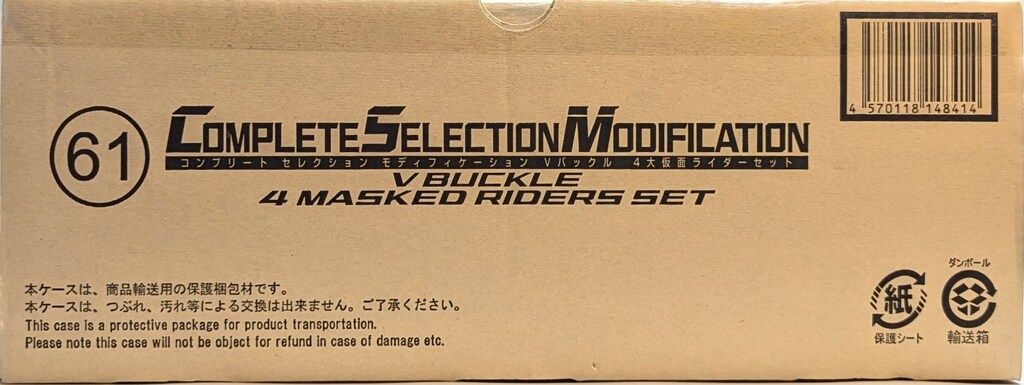 4 570118 148414
61
COMPLETE SELECTION MODIFICATION
コンプリート セレクション モディフィケーション Vバックル 4大仮面ライダーセット
V BUCKLE
4 MASKED RIDERS SET
本ケースは、商品輸送用の保護梱包材です。
本ケースは、つぶれ、汚れ等による交換は出来ません。ご了承ください。
This case is a protective package for product transportation.
Please note this case will not be object for refund in case of damage etc.
紙
保護シート
ダンボール
輸送箱